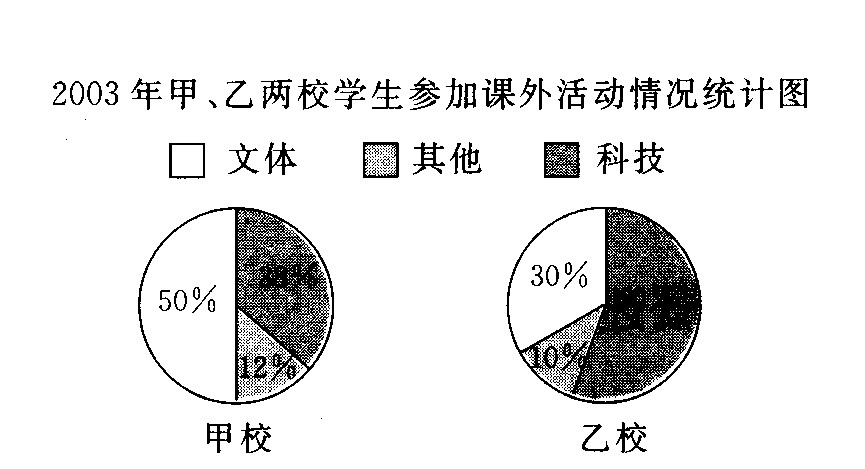 2003年甲、乙两校学生参加课外活动情况统计图
文体 其他 科技
50% 12%
30% 10%
甲校 乙校